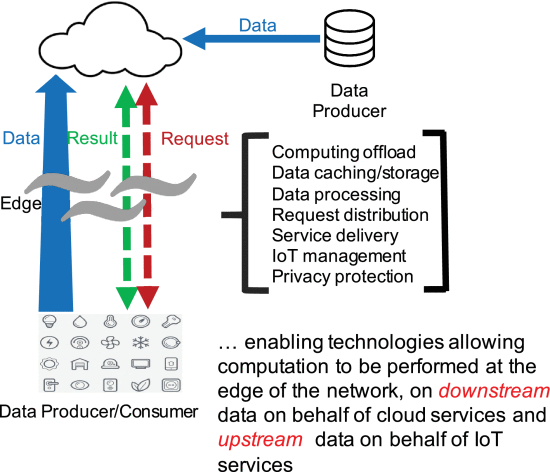 Data
Data
Producer
Data
Result
Request
Edge
Computing offload
Data caching/storage
Data processing
Request distribution
Service delivery
IoT management
Privacy protection
Data Producer/Consumer
… enabling technologies allowing
computation to be performed at the
edge of the network, on downstream
data on behalf of cloud services and
upstream data on behalf of IoT
services